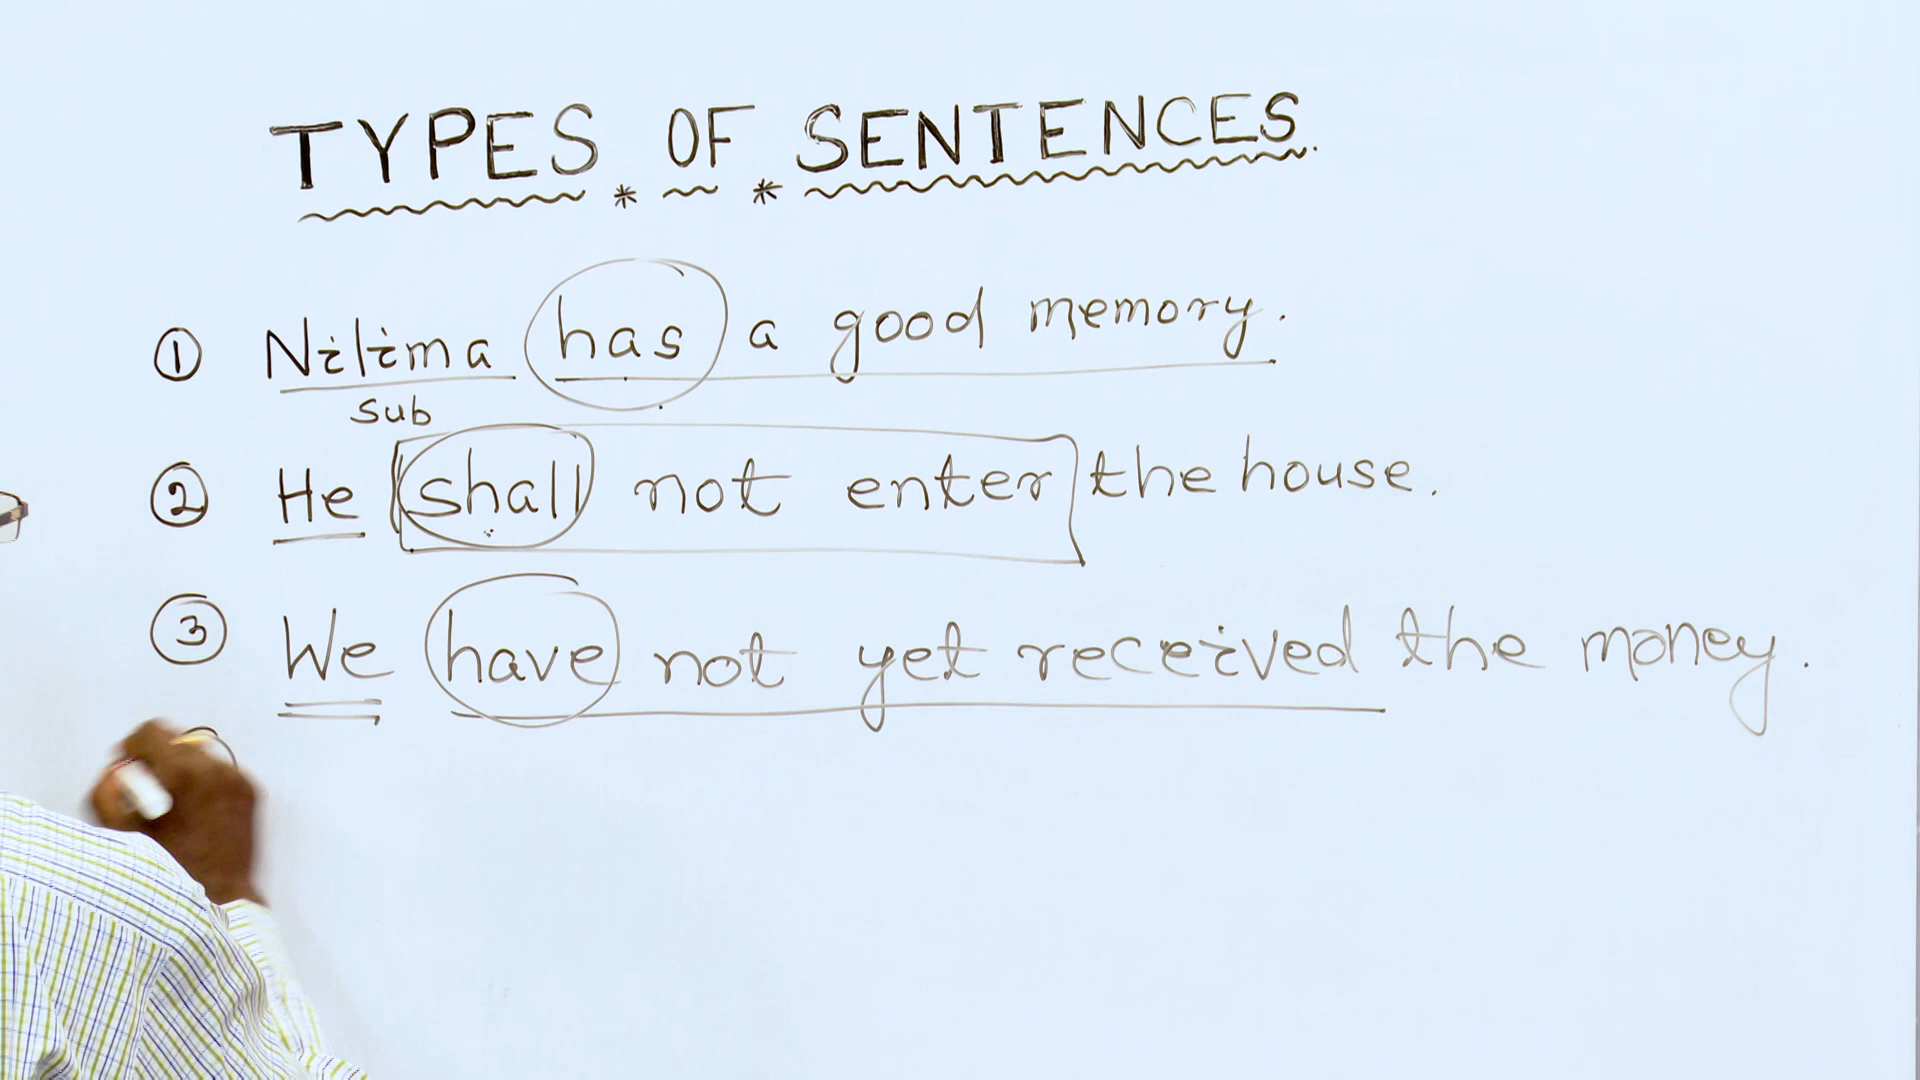 TYPES OF SENTENCES.
① Nilima has a good memory.
Sub
② He shall not enter the house.
③ We have not yet received the money.